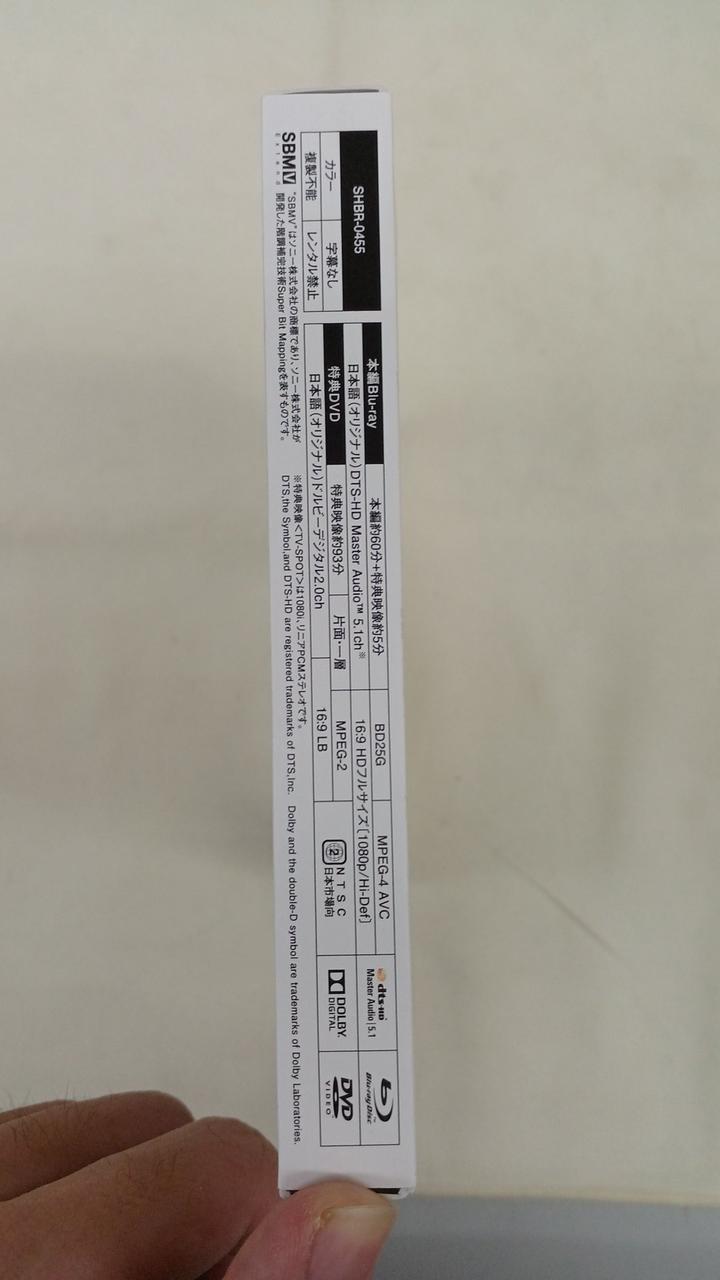 SHBR-0455
カラー 字幕なし
複製不能 レンタル禁止
本編Blu-ray 本編約60分+特典映像約5分 BD25G MPEG-4 AVC
日本語(オリジナル)DTS-HD Master Audio™ 5.1ch※ 16:9 HDフルサイズ[1080p/Hi-Def]
特典DVD 特典映像約93分 片面・一層 MPEG-2
日本語(オリジナル)ドルビーデジタル2.0ch 16:9 LB
2 NTSC
日本市場向
dts-HD
Master Audio | 5.1
Blu-ray Disc™
DOLBY
DIGITAL
DVD
VIDEO
SBMV
Extend
"SBMV"はソニー株式会社の商標であり、ソニー株式会社が
開発した階調補完技術Super Bit Mappingを表すものです。
※特典映像<TV-SPOT>は1080i、リニアPCMステレオです。
DTS,the Symbol,and DTS-HD are registered trademarks of DTS,Inc. Dolby and the double-D symbol are trademarks of Dolby Laboratories.